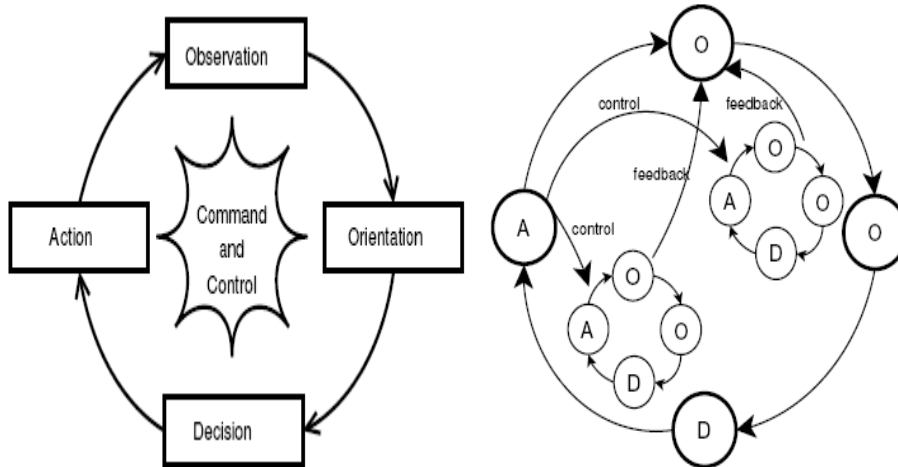 Observation
Action
Command
and
Control
Orientation
Decision
O
control
feedback
feedback
O
A
O
A
control
O
D
O
A
O
D
D